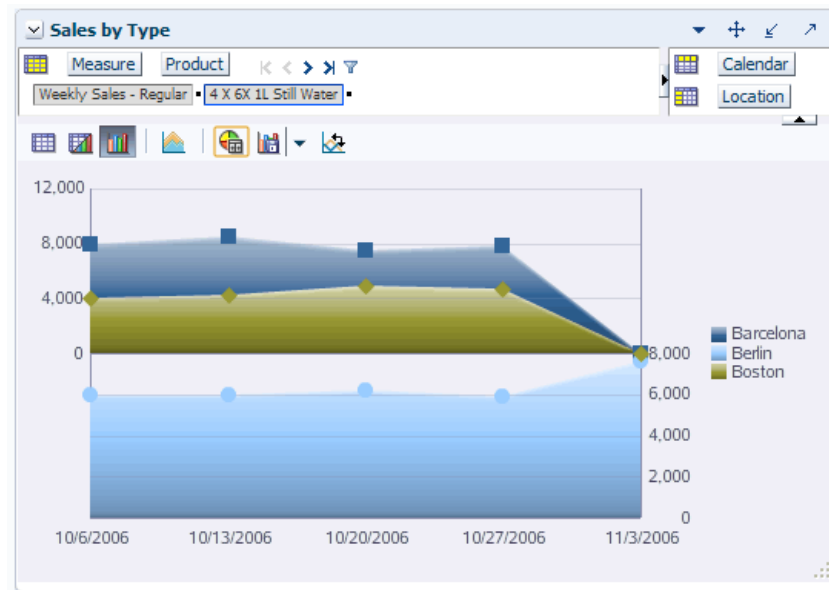 Sales by Type
Measure Product Calendar
Weekly Sales - Regular 4 X 6X 1L Still Water Location
12,000
8,000
4,000
0 8,000
6,000
4,000
2,000
0
Barcelona
Berlin
Boston
10/6/2006 10/13/2006 10/20/2006 10/27/2006 11/3/2006